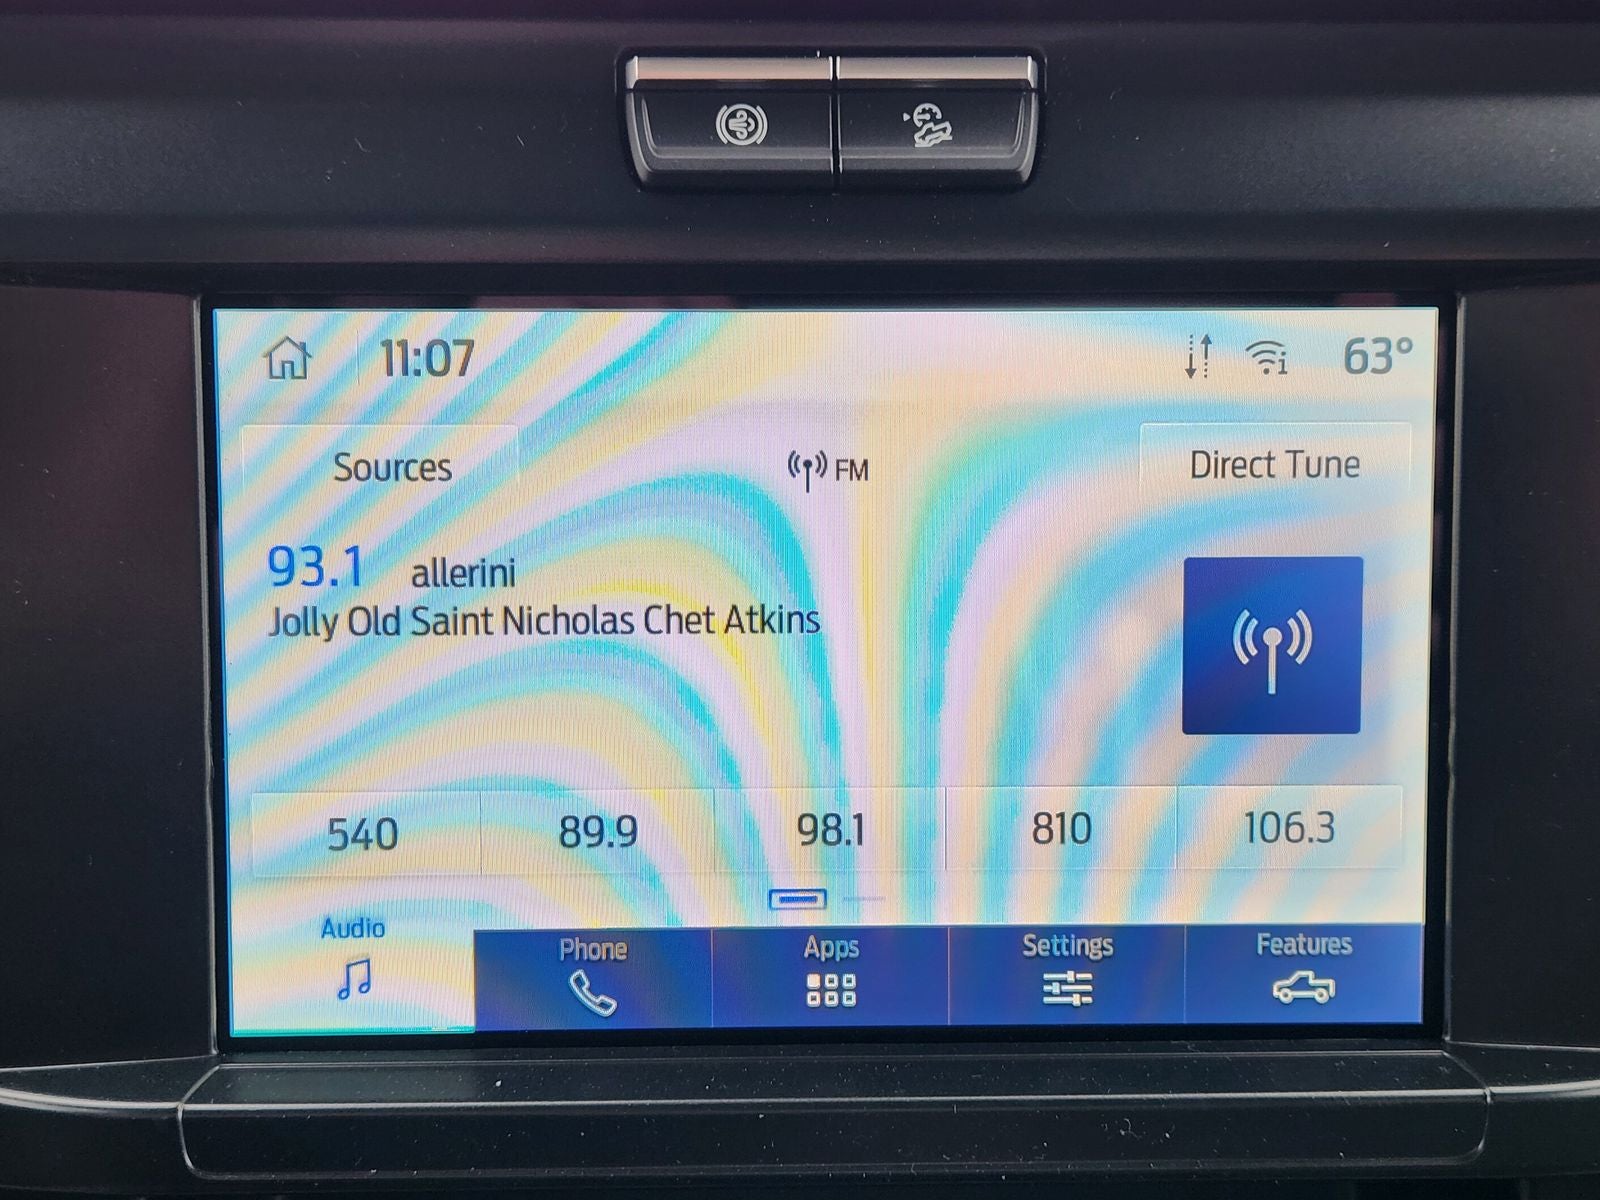 11:07
63°
Sources
FM
Direct Tune
93.1 allerini
Jolly Old Saint Nicholas Chet Atkins
540
89.9
98.1
810
106.3
Audio
Phone
Apps
Settings
Features